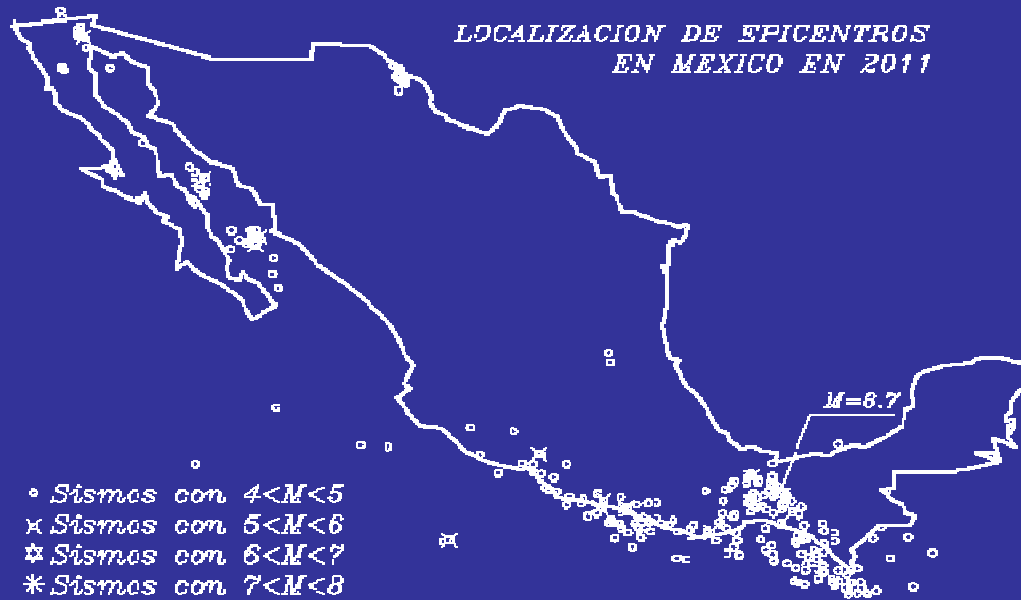 LOCALIZACION DE EPICENTROS
EN MEXICO EN 2011
M=6.7
Sismos con 4<M<5
Sismos con 5<M<6
Sismos con 6<M<7
Sismos con 7<M<8